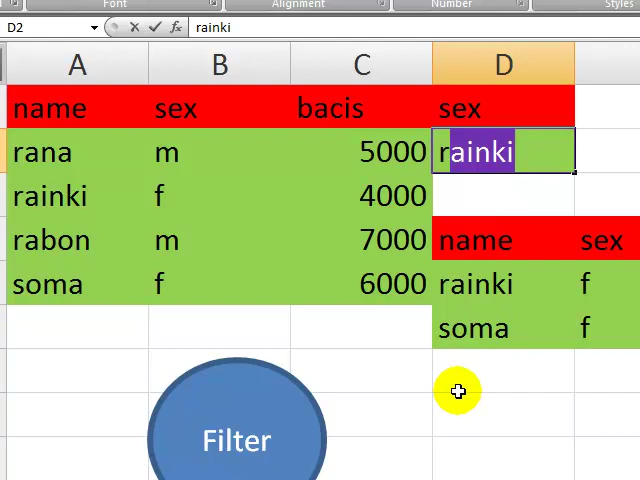 Font Alignment Number Styles
D2 fx rainki
A B C D
name sex bacis sex
rana m 5000 rainki
rainki f 4000
rabon m 7000 name sex
soma f 6000 rainki f
soma f
Filter